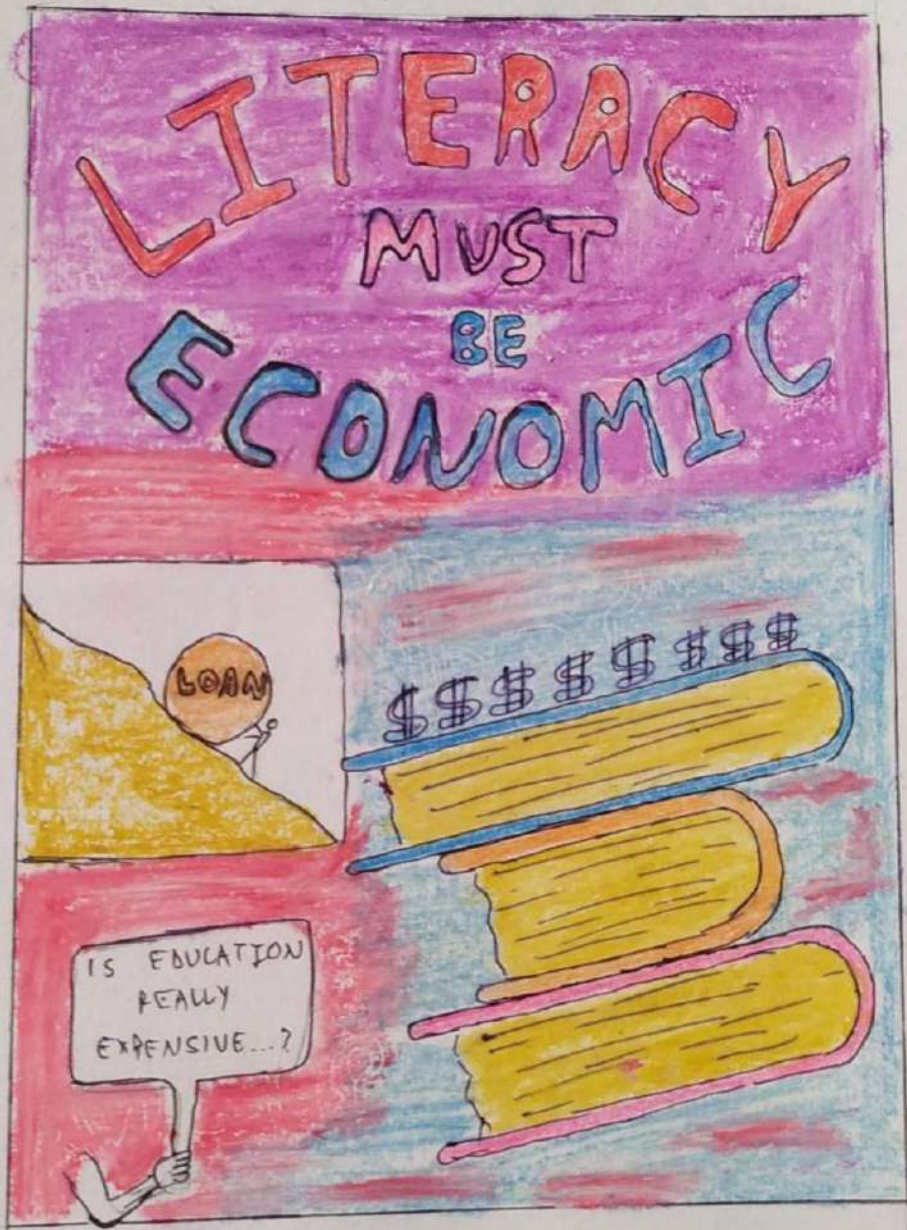 LITERACY
MUST
BE
ECONOMIC
LOAN
$$$$$$$$
IS EDUCATION
REALLY
EXPENSIVE...?